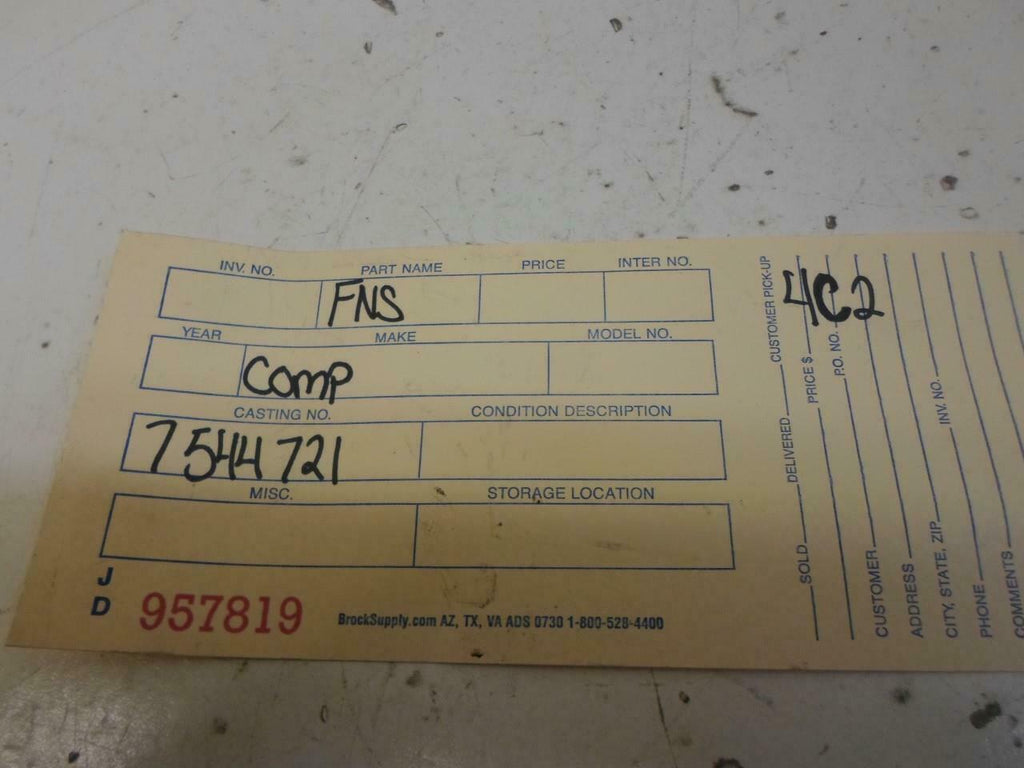 INV. NO. PART NAME PRICE INTER NO.
FNS
YEAR MAKE MODEL NO.
Comp
CASTING NO. CONDITION DESCRIPTION
7544721
MISC. STORAGE LOCATION
J
D
957819
BrockSupply.com AZ, TX, VA ADS 0730 1-800-528-4400
4C2
SOLD DELIVERED CUSTOMER PICK-UP
PRICE $
P.O. NO.
CUSTOMER
ADDRESS
CITY, STATE, ZIP INV. NO.
PHONE
COMMENTS